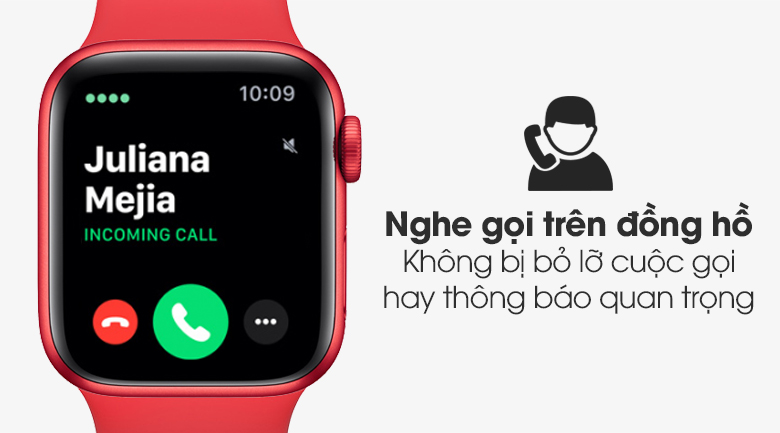 10:09
Juliana
Mejia
INCOMING CALL
Nghe gọi trên đồng hồ
Không bị bỏ lỡ cuộc gọi
hay thông báo quan trọng